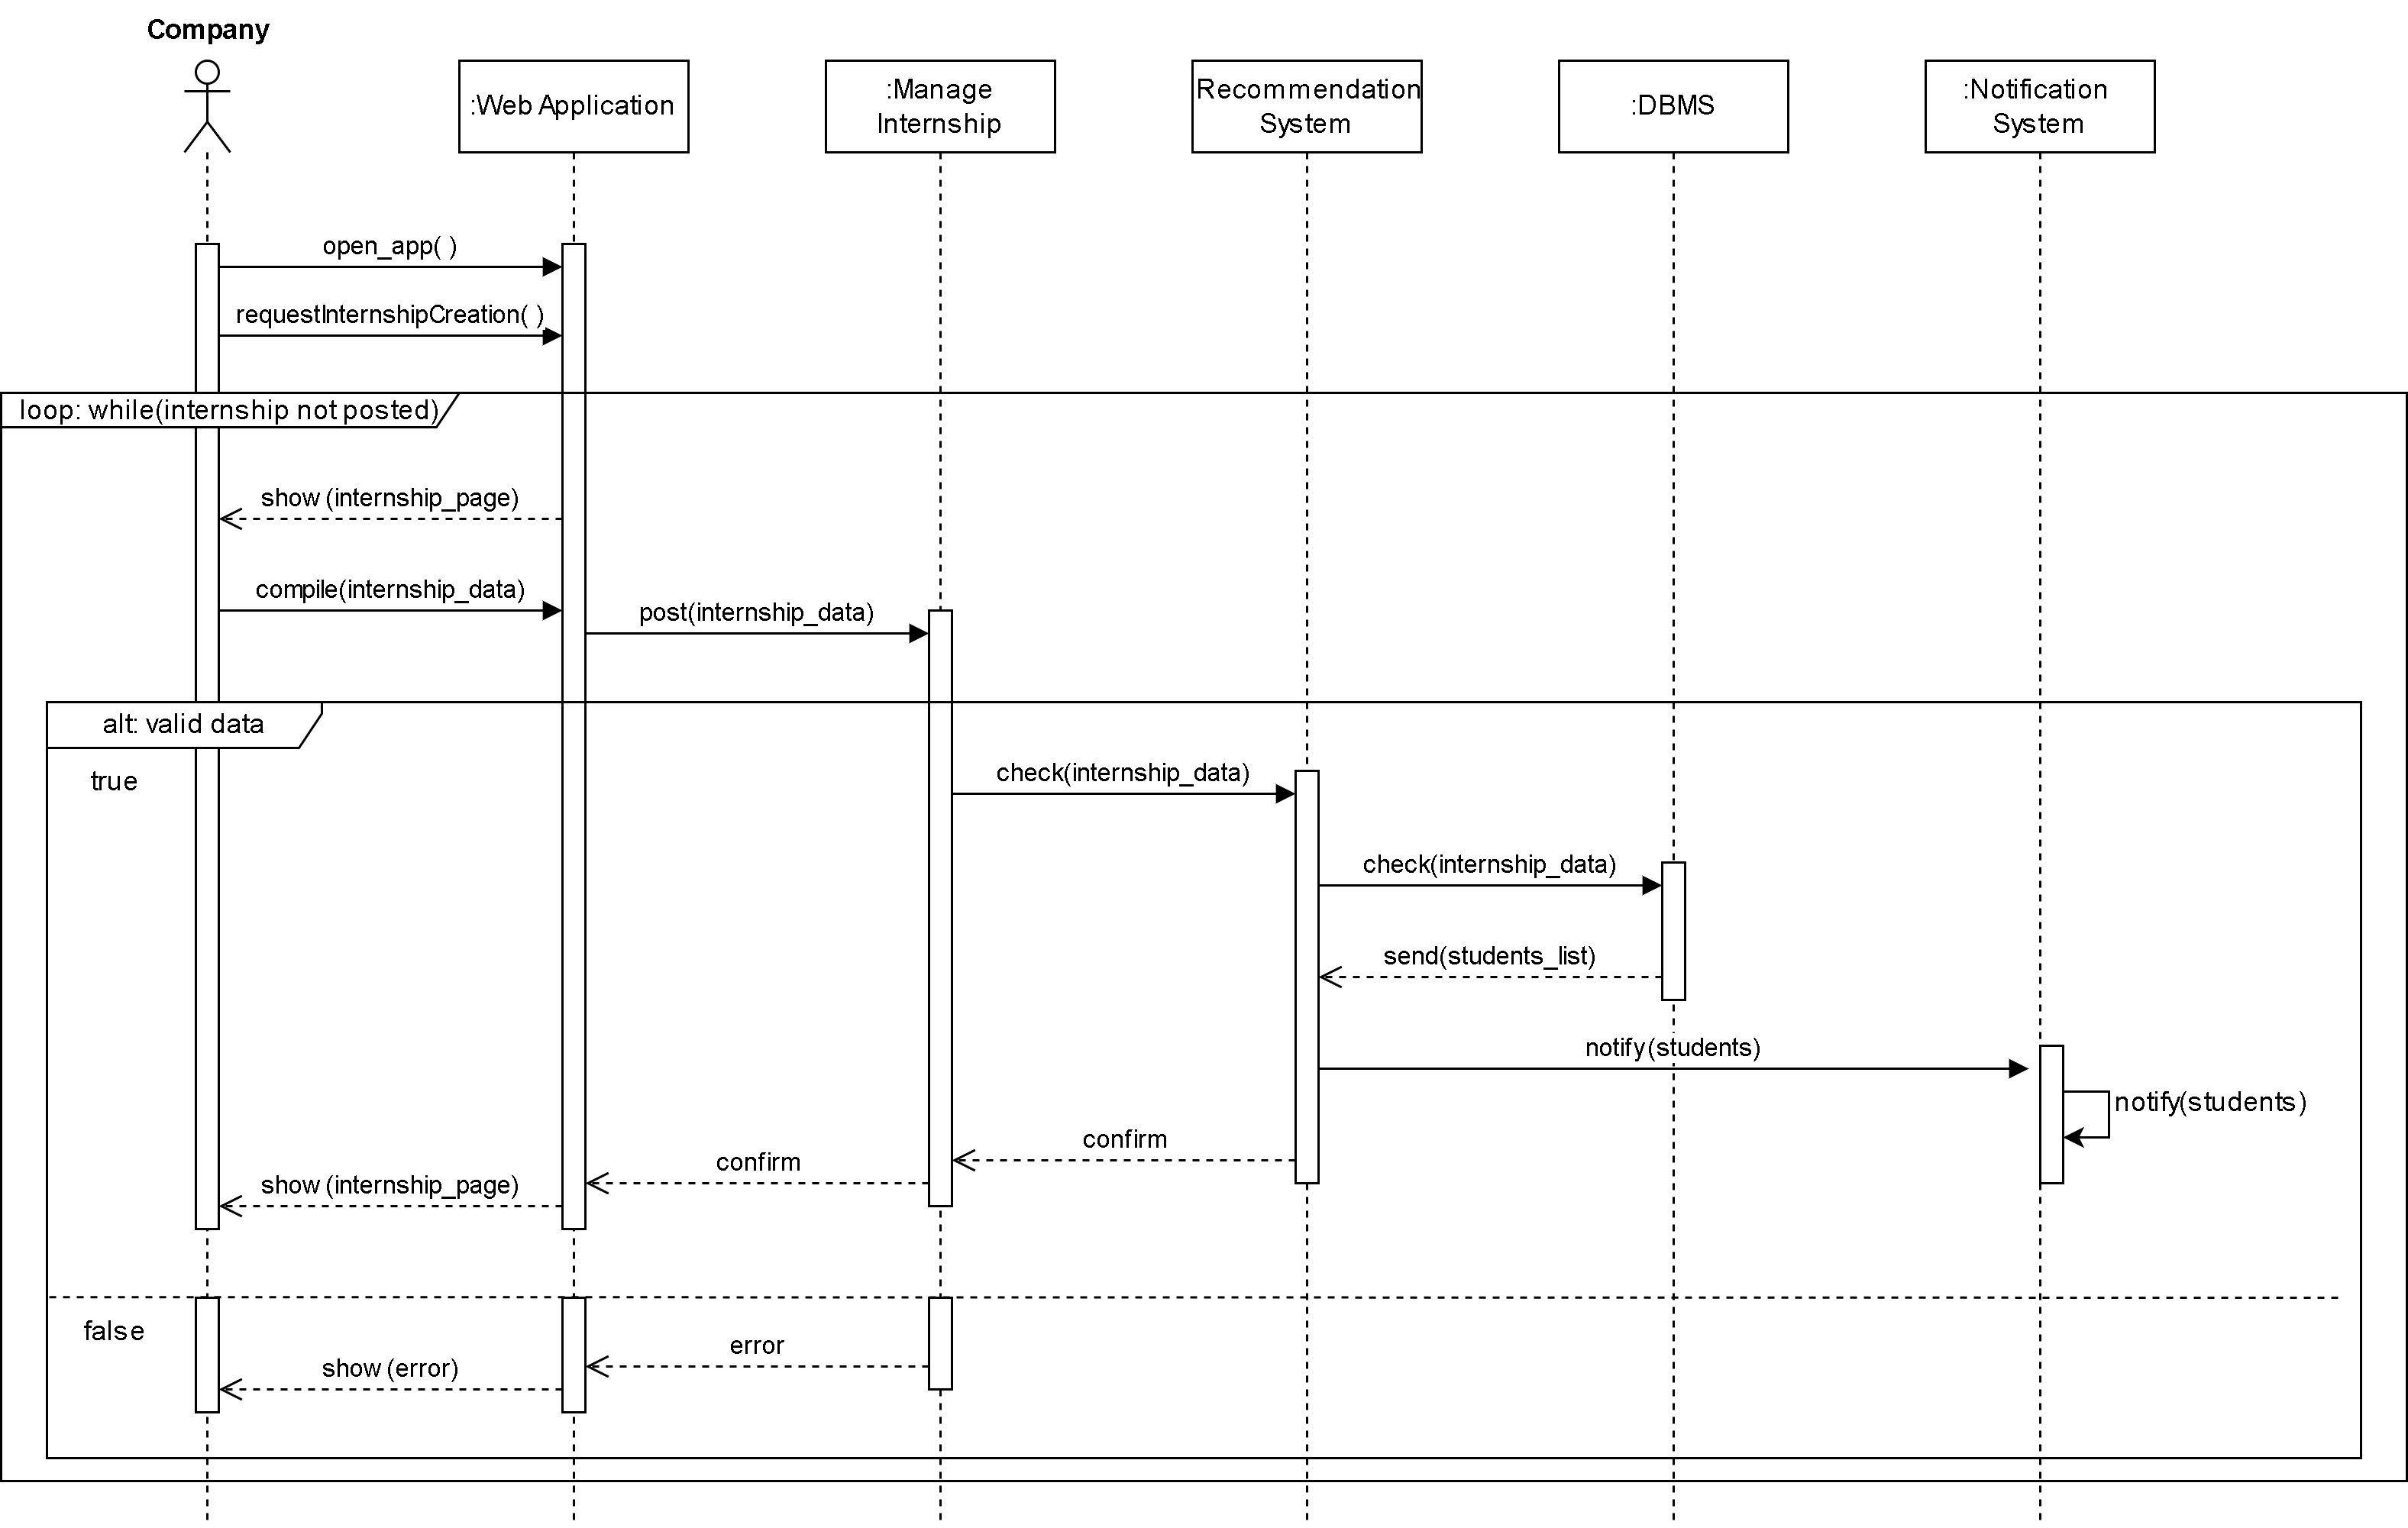 Company
:Web Application
:Manage
Internship
Recommendation
System
:DBMS
:Notification
System
open_app( )
requestInternshipCreation( )
loop: while(internship not posted)
show (internship_page)
compile(internship_data)
post(internship_data)
alt: valid data
true
check(internship_data)
check(internship_data)
send(students_list)
notify(students)
notify(students)
confirm
confirm
show (internship_page)
false
error
show (error)